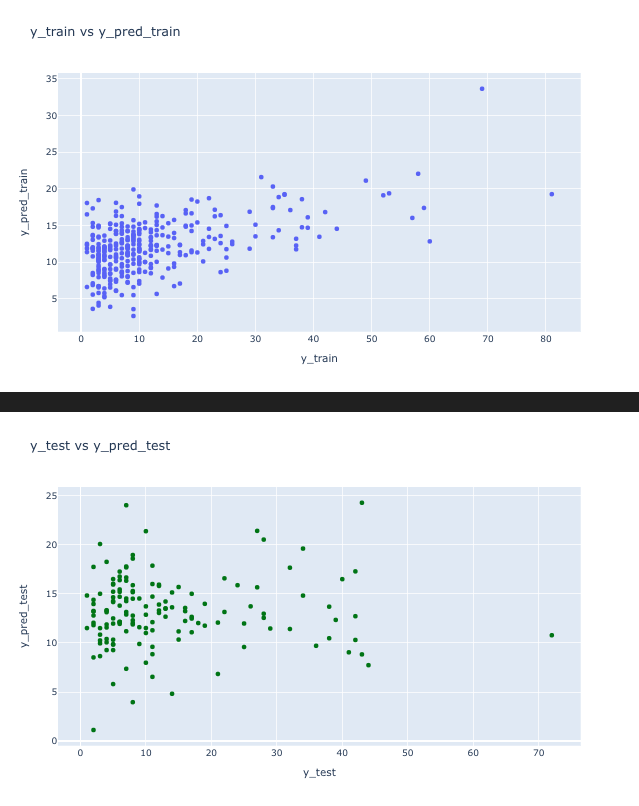 y_train vs y_pred_train
35
30
25
20
15
10
5
y_pred_train
0 10 20 30 40 50 60 70 80
y_train
y_test vs y_pred_test
25
20
15
10
5
0
y_pred_test
0 10 20 30 40 50 60 70
y_test